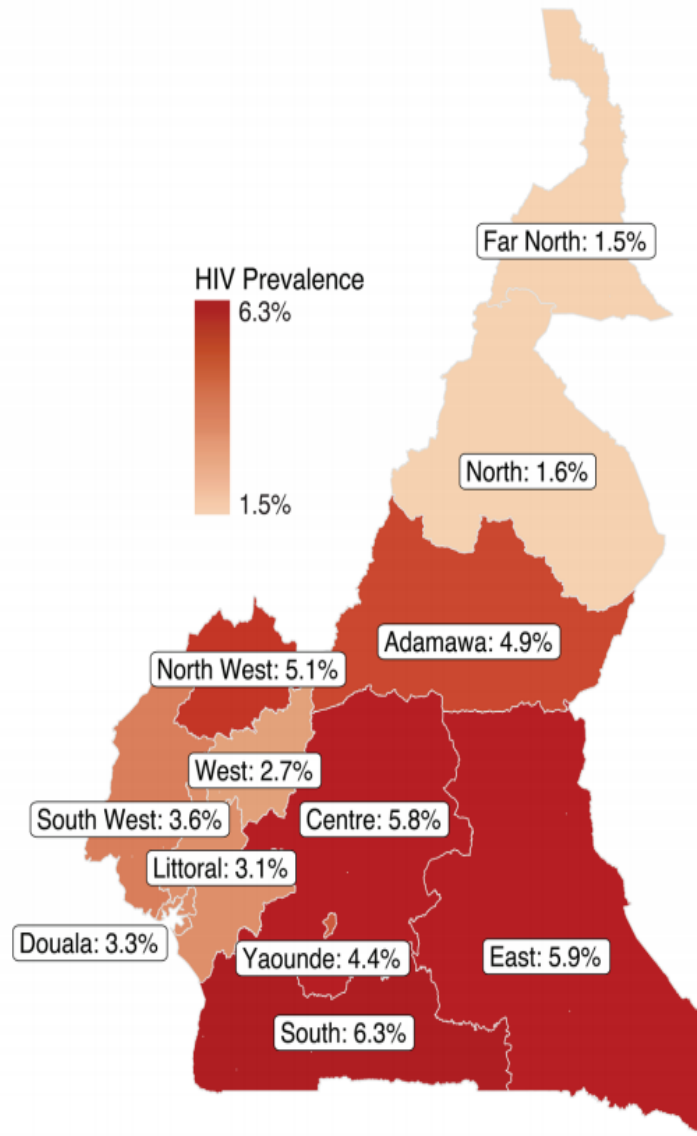 Far North: 1.5%
HIV Prevalence
6.3%
1.5%
North: 1.6%
Adamawa: 4.9%
North West: 5.1%
West: 2.7%
South West: 3.6%
Centre: 5.8%
Littoral: 3.1%
Douala: 3.3%
Yaounde: 4.4%
East: 5.9%
South: 6.3%